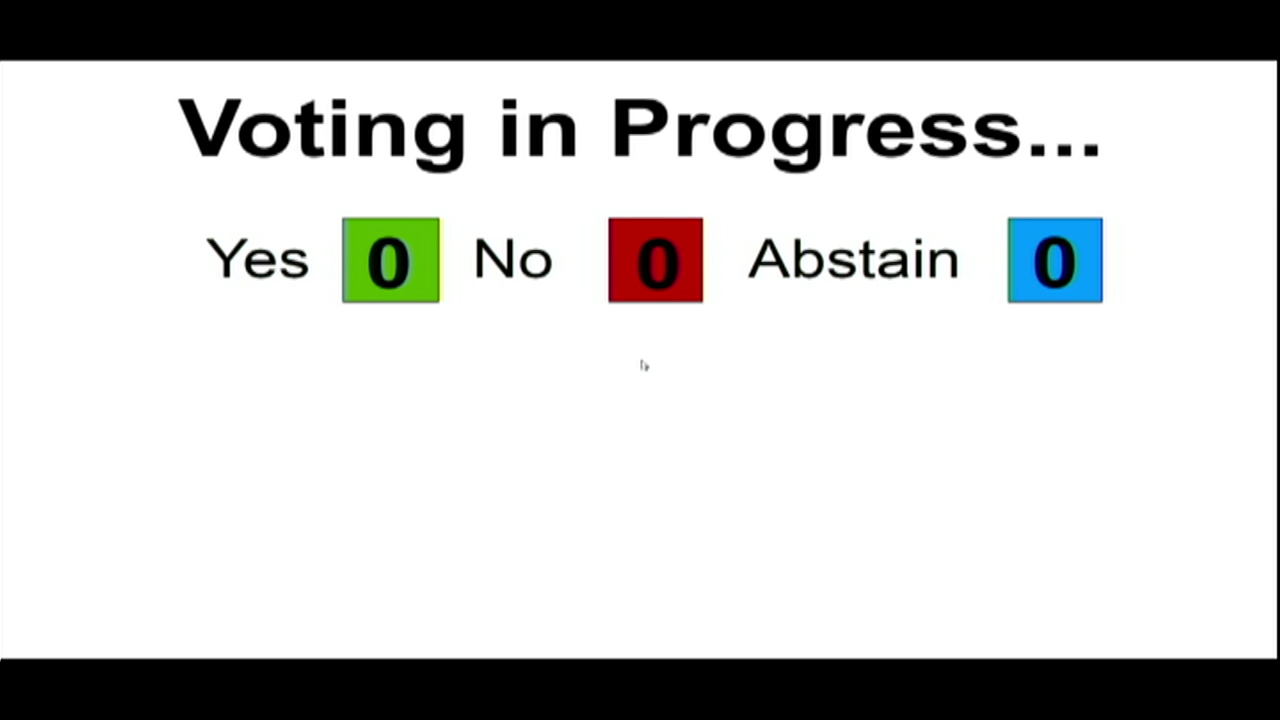 Voting in Progress...
Yes 0 No 0 Abstain 0